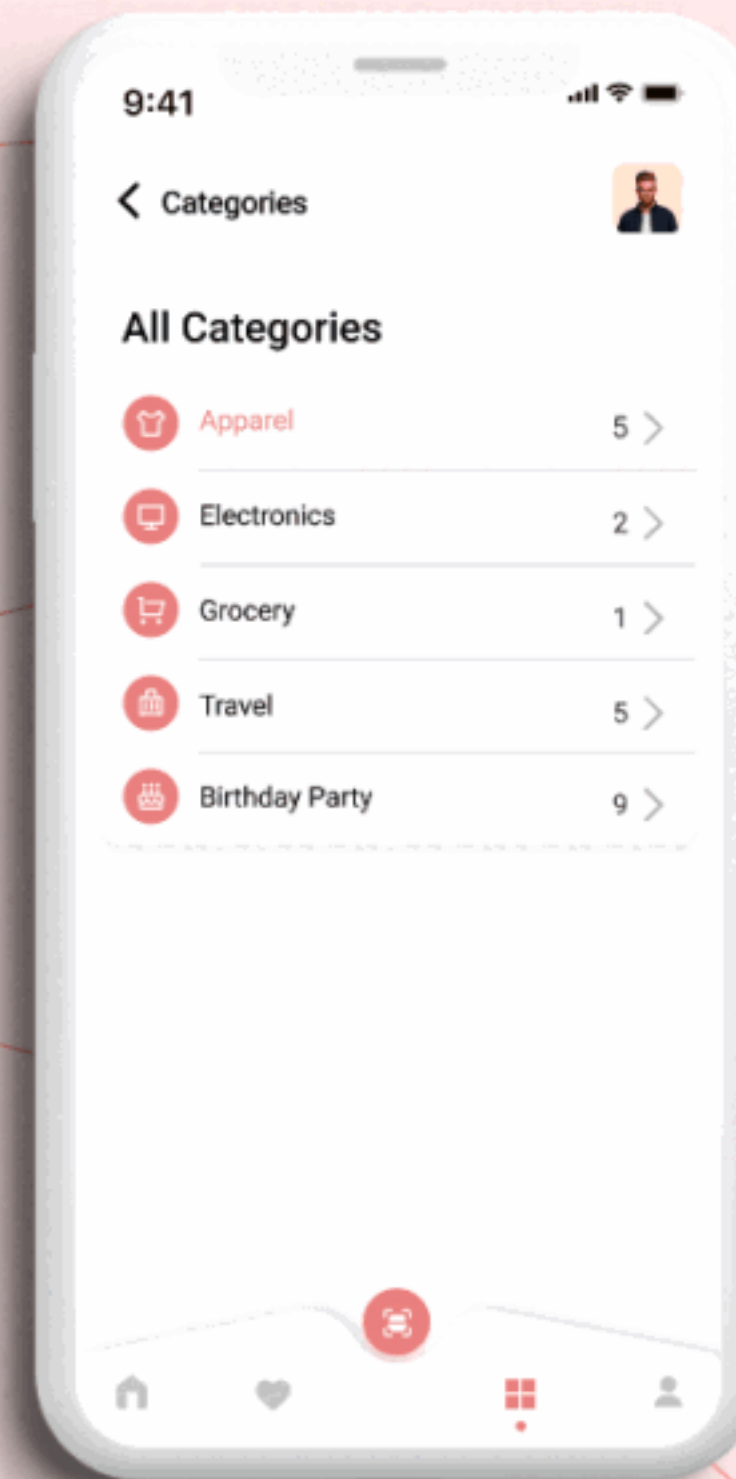 9:41
Categories
All Categories
Apparel 5
Electronics 2
Grocery 1
Travel 5
Birthday Party 9